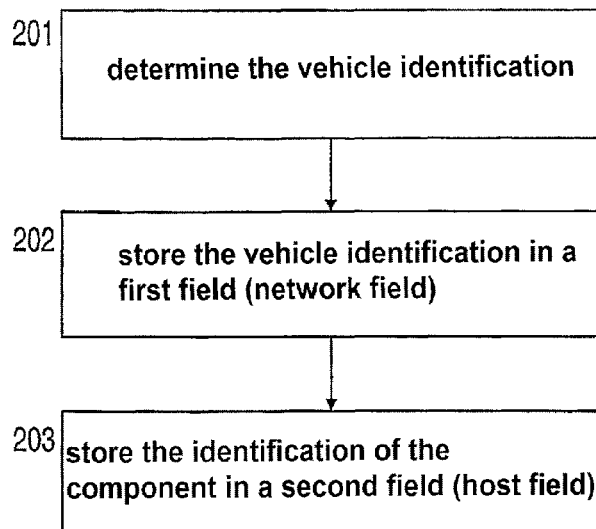 201
determine the vehicle identification
202
store the vehicle identification in a
first field (network field)
203
store the identification of the
component in a second field (host field)